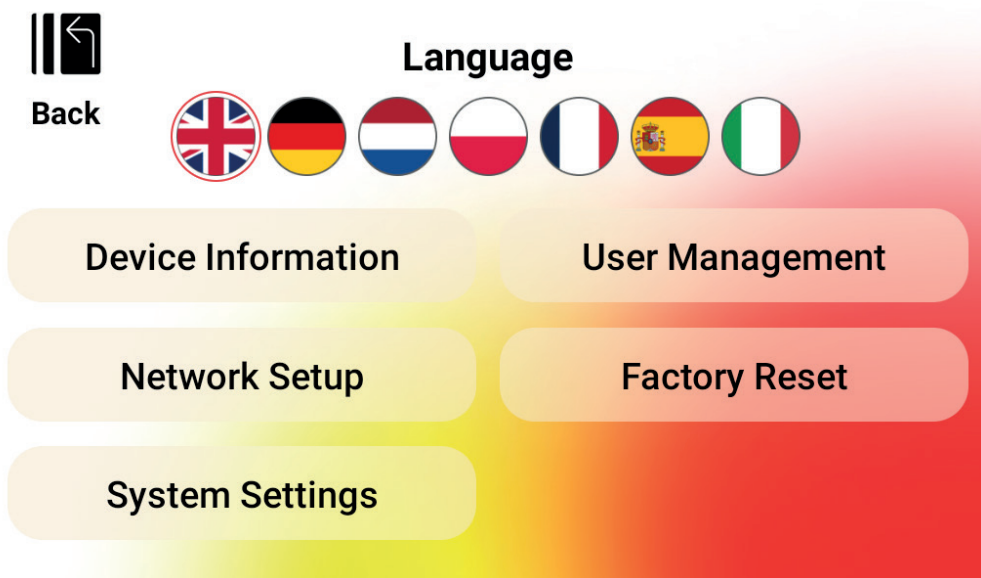 Language
Back
Device Information
User Management
Network Setup
Factory Reset
System Settings